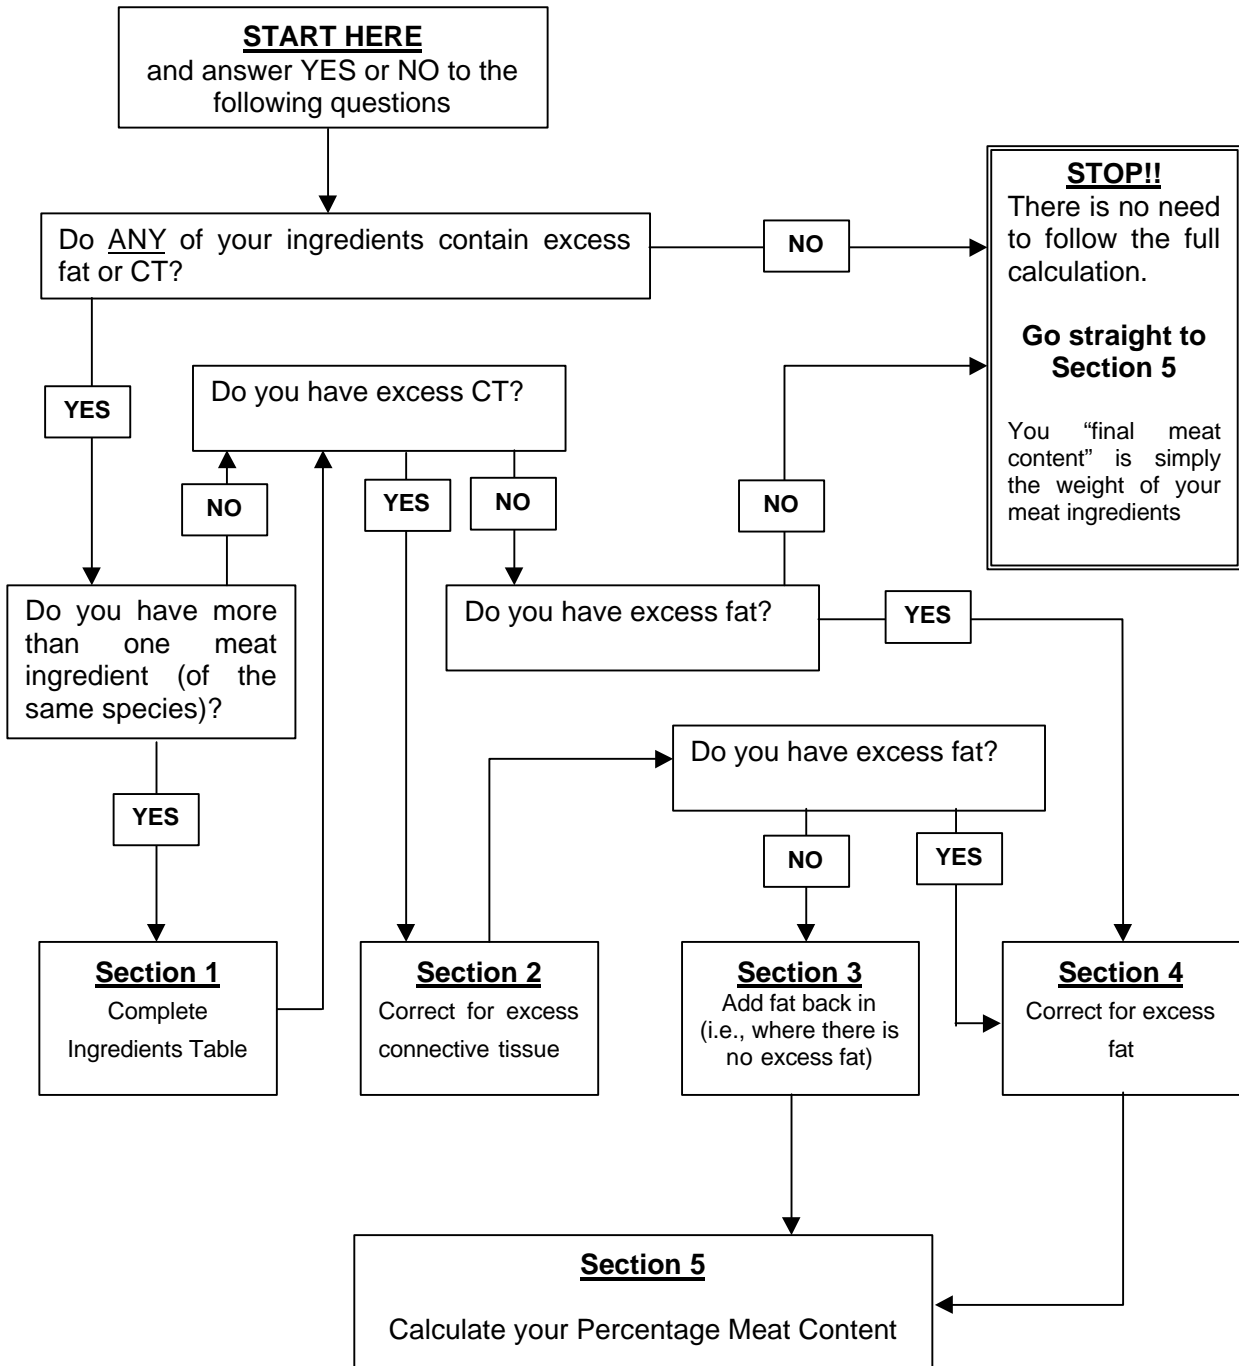 START HERE
and answer YES or NO to the
following questions
Do ANY of your ingredients contain excess
fat or CT?
NO
STOP!!
There is no need
to follow the full
calculation.
Go straight to
Section 5
You “final meat
content” is simply
the weight of your
meat ingredients
YES
Do you have excess CT?
NO
YES
NO
NO
Do you have more
than one meat
ingredient (of the
same species)?
Do you have excess fat?
YES
YES
Do you have excess fat?
NO
YES
Section 1
Complete
Ingredients Table
Section 2
Correct for excess
connective tissue
Section 3
Add fat back in
(i.e., where there is
no excess fat)
Section 4
Correct for excess
fat
Section 5
Calculate your Percentage Meat Content